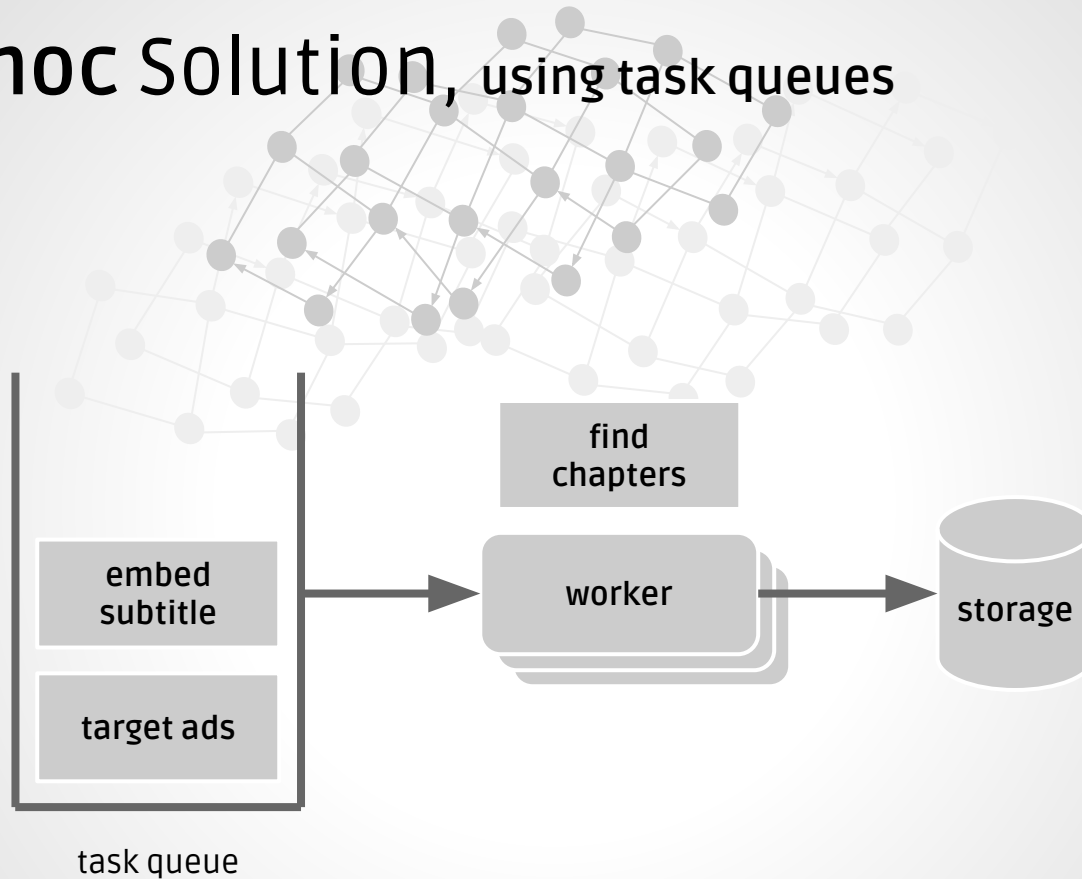 hoc Solution, using task queues
find
chapters
embed
subtitle
worker
storage
target ads
task queue